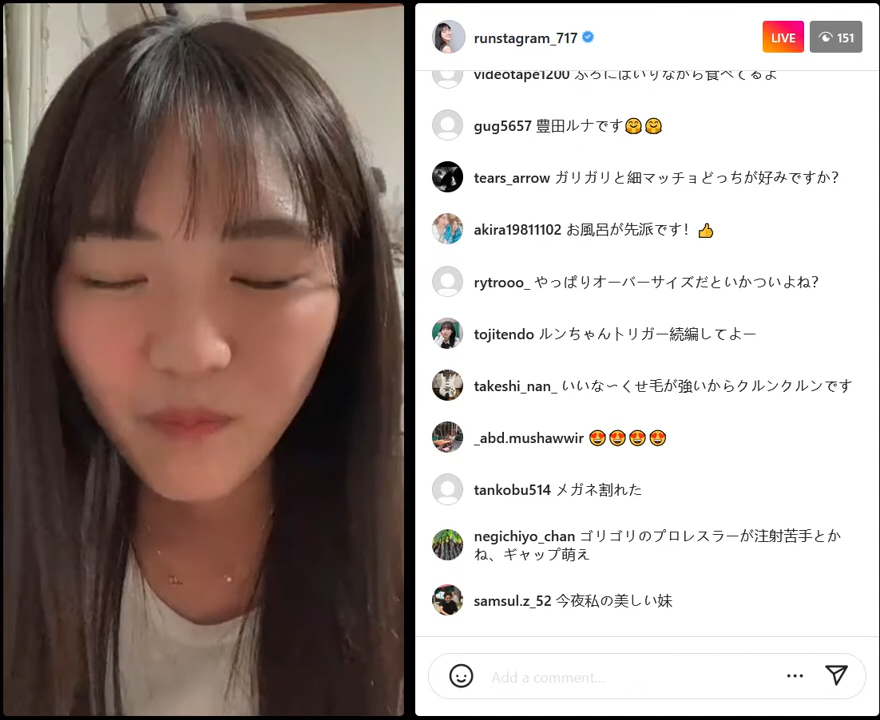 runstagram_717
LIVE
151
videotape1200 ふろにはいりながら食べてるよ
gug5657 豊田ルナです🤗🤗
tears_arrow ガリガリと細マッチョどっちが好みですか？
akira19811102 お風呂が先派です！👍
rytrooo_ やっぱりオーバーサイズだといかついよね？
tojitendo ルンちゃん卜リガー続編してよー
takeshi_nan_ いいな〜くせ毛が強いからクルンクルンです
_abd.mushawwir 😍😍😍😍
tankobu514 メガネ割れた
negichiyo_chan ゴリゴリのプロレスラーが注射苦手とか
ね、ギャップ萌え
samsul.z_52 今夜私の美しい妹
Add a comment...